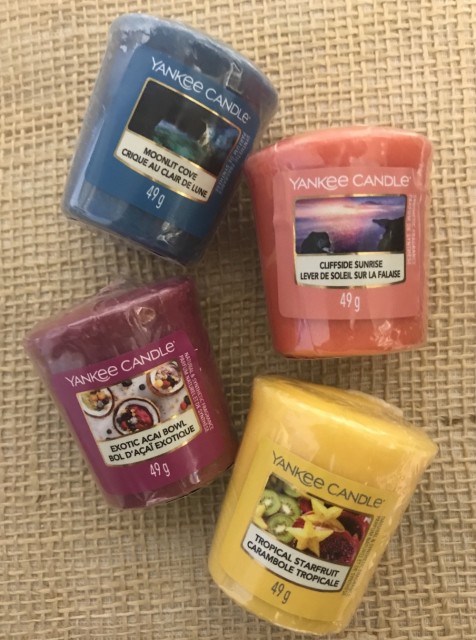 YANKEE CANDLE®
MOONLIT COVE
CRIQUE AU CLAIR DE LUNE
49 g
YANKEE CANDLE®
CLIFFSIDE SUNRISE
LEVER DE SOLEIL SUR LA FALAISE
49 g
YANKEE CANDLE®
EXOTIC ACAI BOWL
BOL D'AÇAÏ EXOTIQUE
49 g
YANKEE CANDLE®
TROPICAL STARFRUIT
CARAMBOLE TROPICALE
49 g